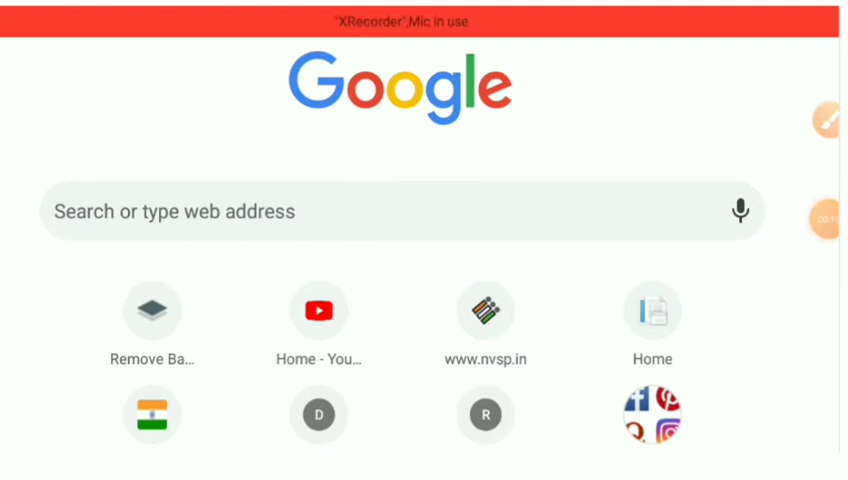 "XRecorder",Mic in use
Google
Search or type web address
Remove Ba...
Home - You...
www.nvsp.in
Home
D
R